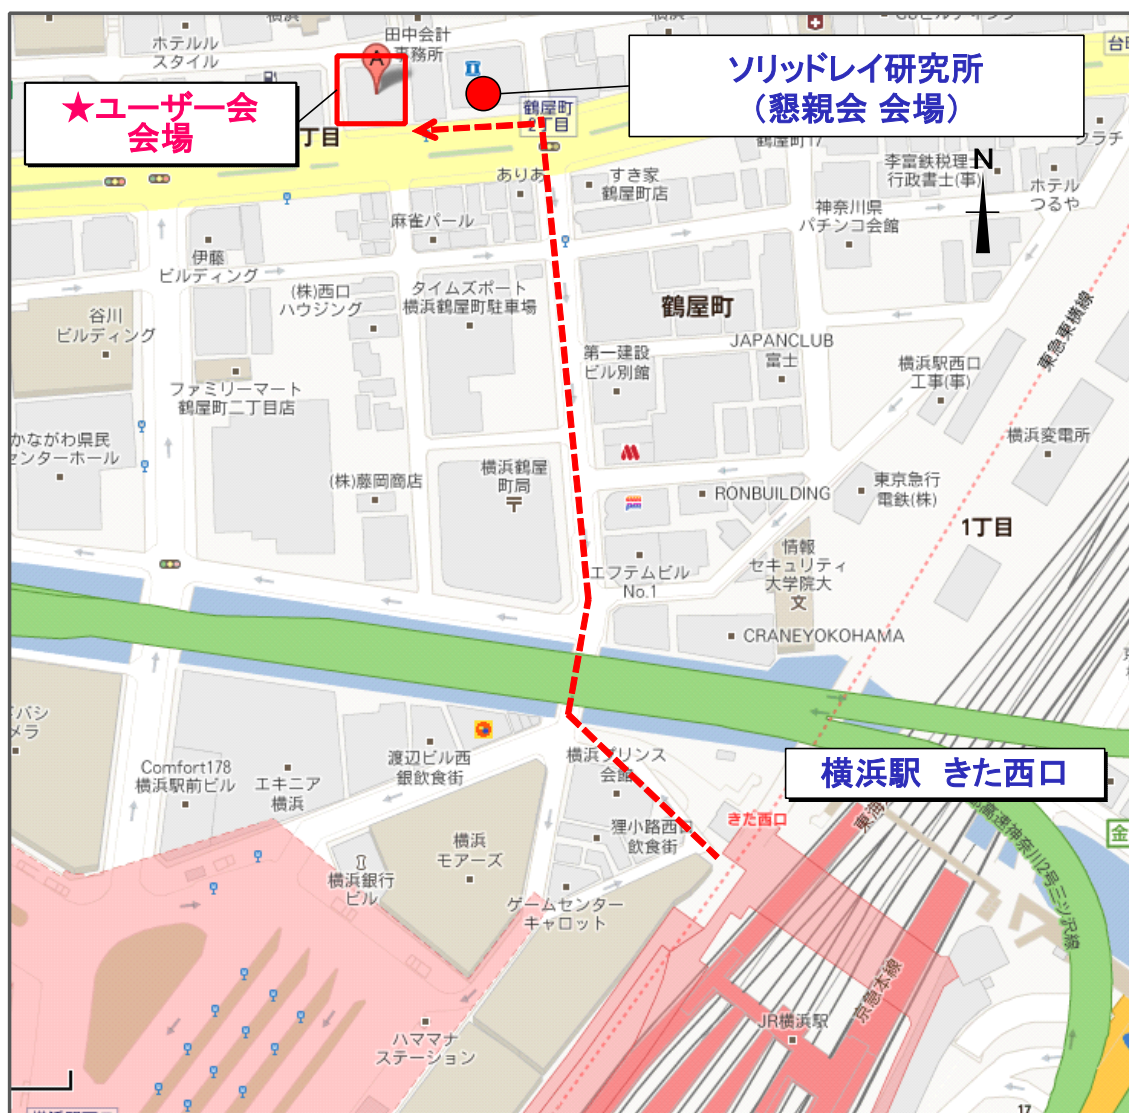 ホテルル
スタイル
田中会計
事務所
A
★ユーザー会
会場
丁目
ソリッドレイ研究所
（懇親会 会場）
鶴屋町
2丁目
鶴屋町17
李富鉄税理士
行政書士(事)
N
ホテル
つるや
ありあ
すき家
鶴屋町店
麻雀パール
神奈川県
パチンコ会館
伊藤
ビルディング
(株)西口
ハウジング
タイムズポート
横浜鶴屋町駐車場
鶴屋町
谷川
ビルディング
JAPANCLUB
富士
第一建設
ビル別館
東急東横線
横浜駅西口
工事(事)
ファミリーマート
鶴屋町二丁目店
かながわ県民
センターホール
横浜変電所
横浜鶴屋
町局
(株)藤岡商店
RONBUILDING
東京急行
電鉄(株)
1丁目
情報
セキュリティ
大学院大
文
エフテムビル
No.1
CRANEYOKOHAMA
バシ
メラ
Comfort178
横浜駅前ビル
エキニア
横浜
渡辺ビル西
銀飲食街
横浜プリンス
会館
横浜駅 きた西口
きた西口
東海
高速神奈川2号三ツ沢線
金
狸小路西口
飲食街
横浜
モアーズ
横浜銀行
ビル
ゲームセンター
キャロット
京急本線
JR横浜駅
ハママナ
ステーション
17